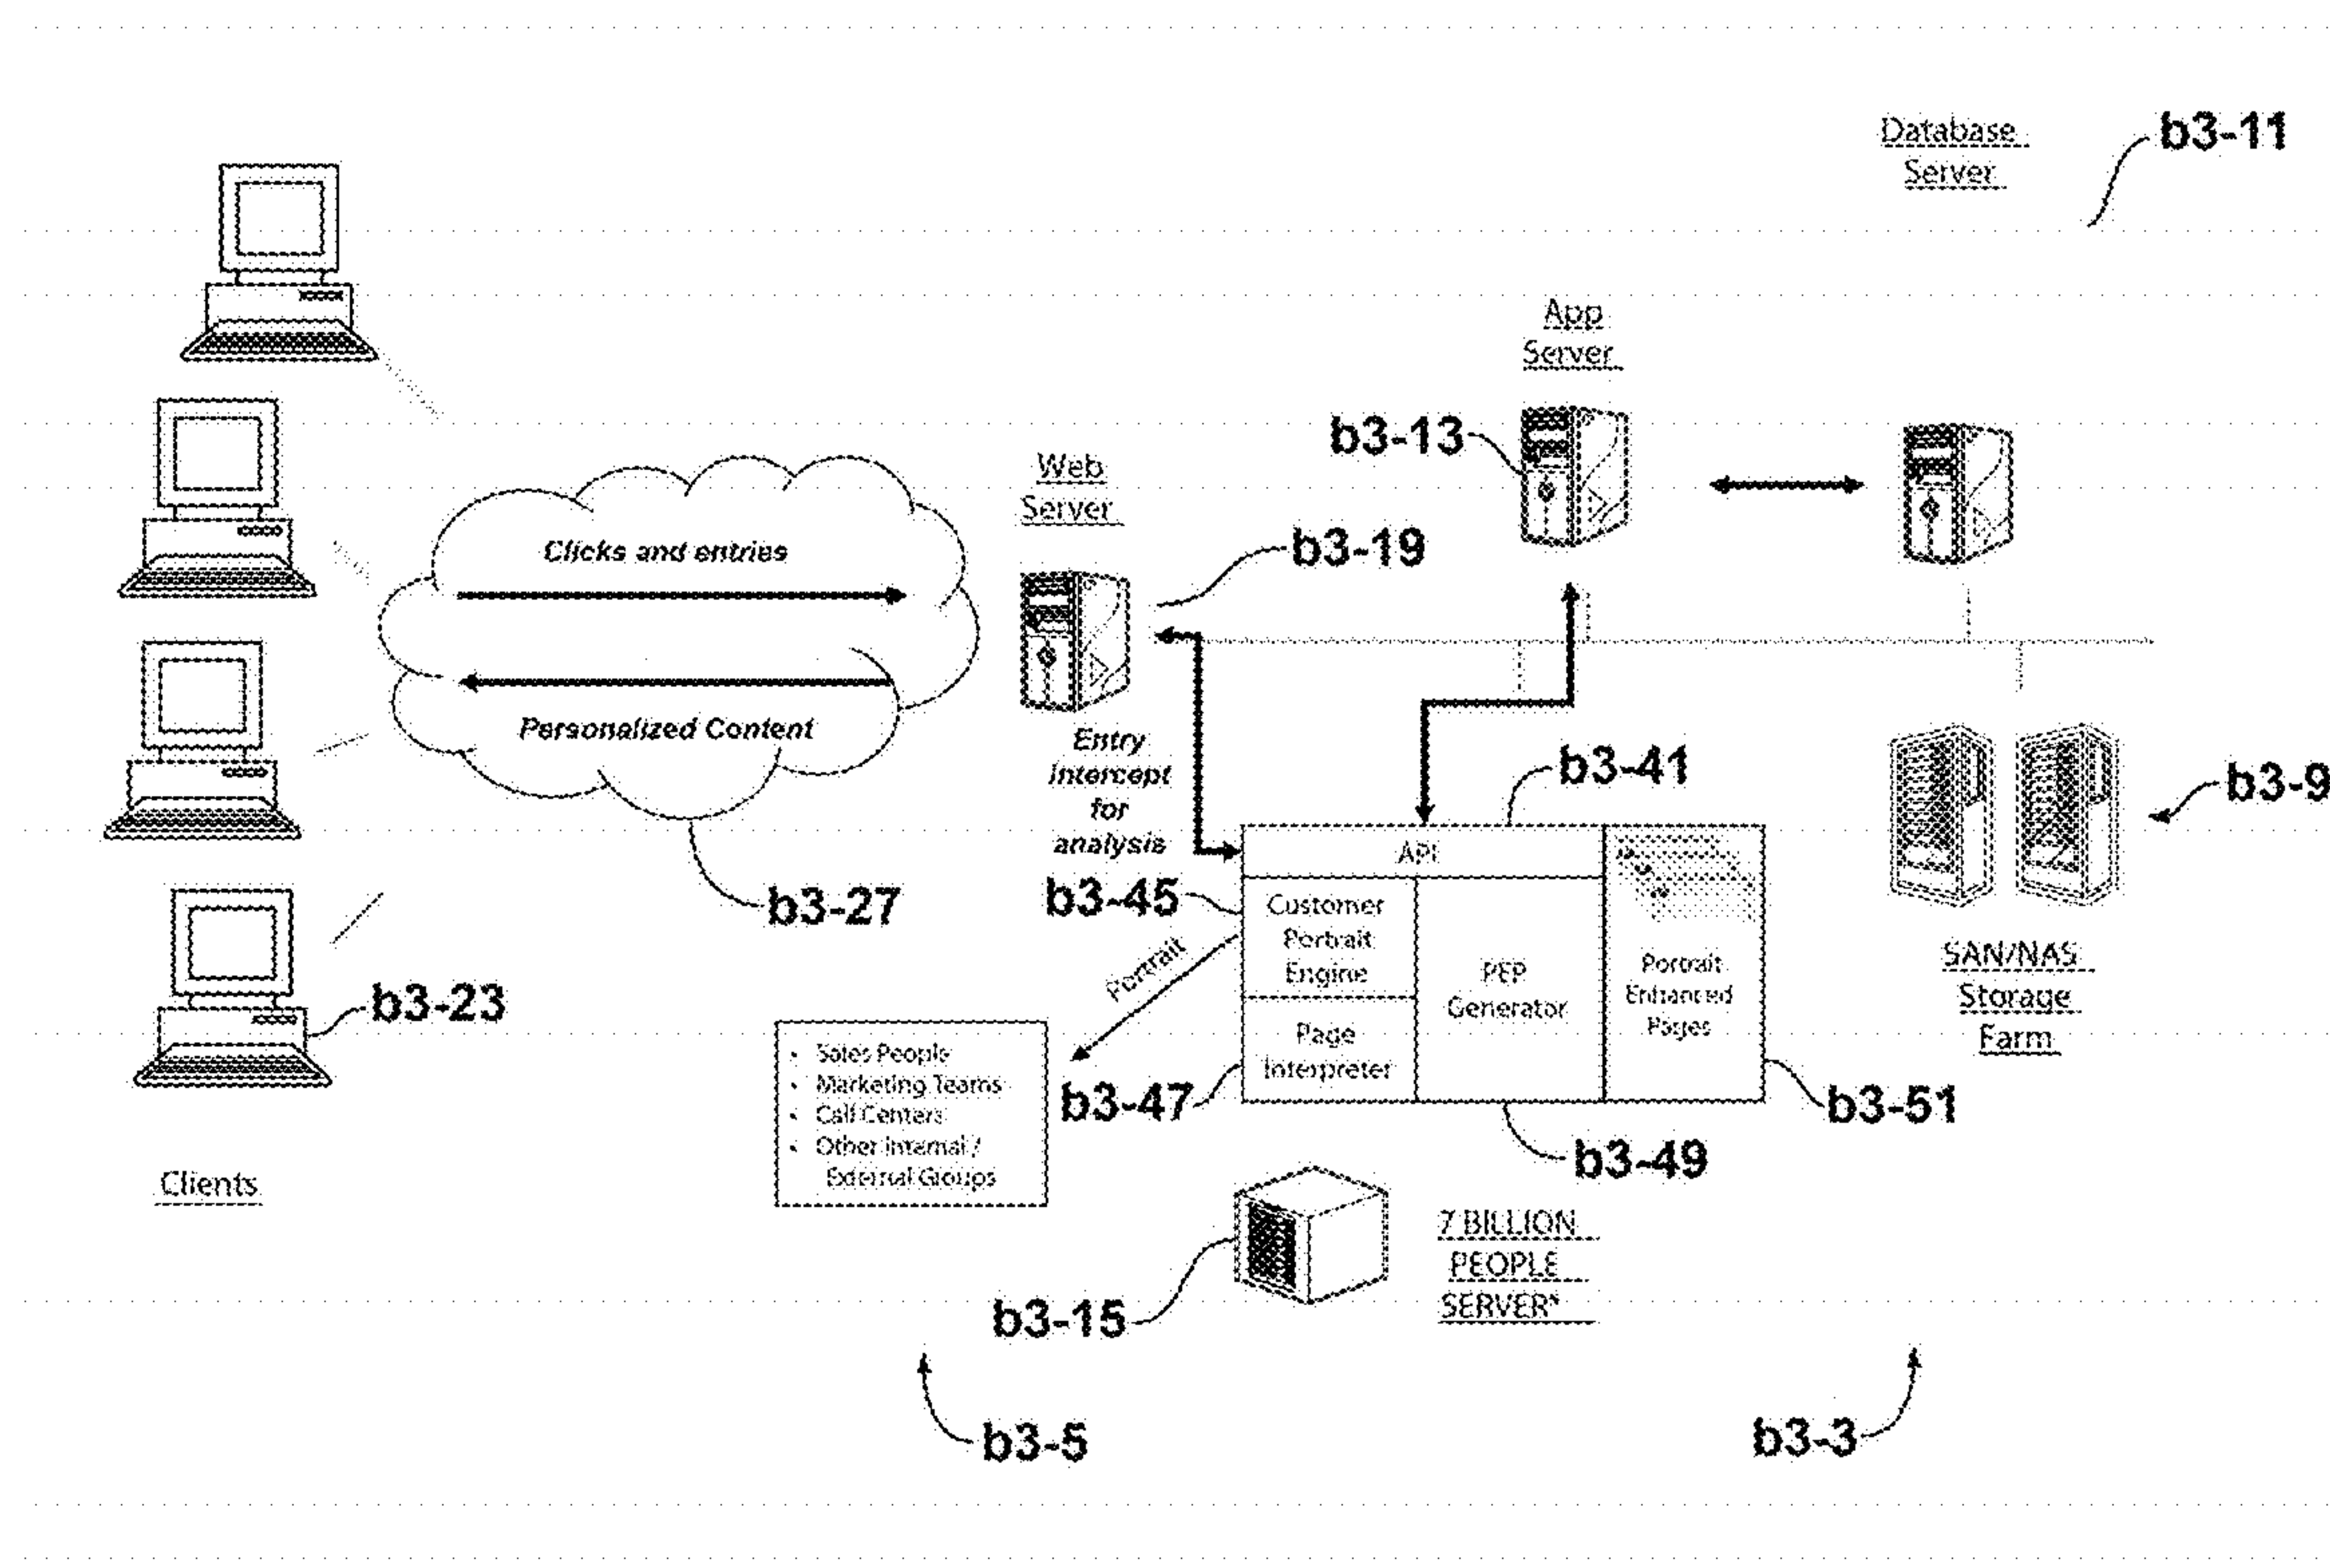 Database
Server
b3-11
App
Server
b3-13
Web
Server
b3-19
Clicks and entries
Personalized Content
Entry
intercept
for
analysis
b3-41
b3-9
API
b3-27
b3-45
Customer
Portrait
Engine
Portrait
PEP
Generator
Portrait
Enhanced
Pages
SAN/NAS
Storage
Farm
b3-23
Page
Interpreter
• Sales People
• Marketing Teams
• Call Centers
• Other Internal /
External Groups
b3-47
b3-51
b3-49
Clients
7 BILLION
PEOPLE
SERVER*
b3-15
b3-5
b3-3